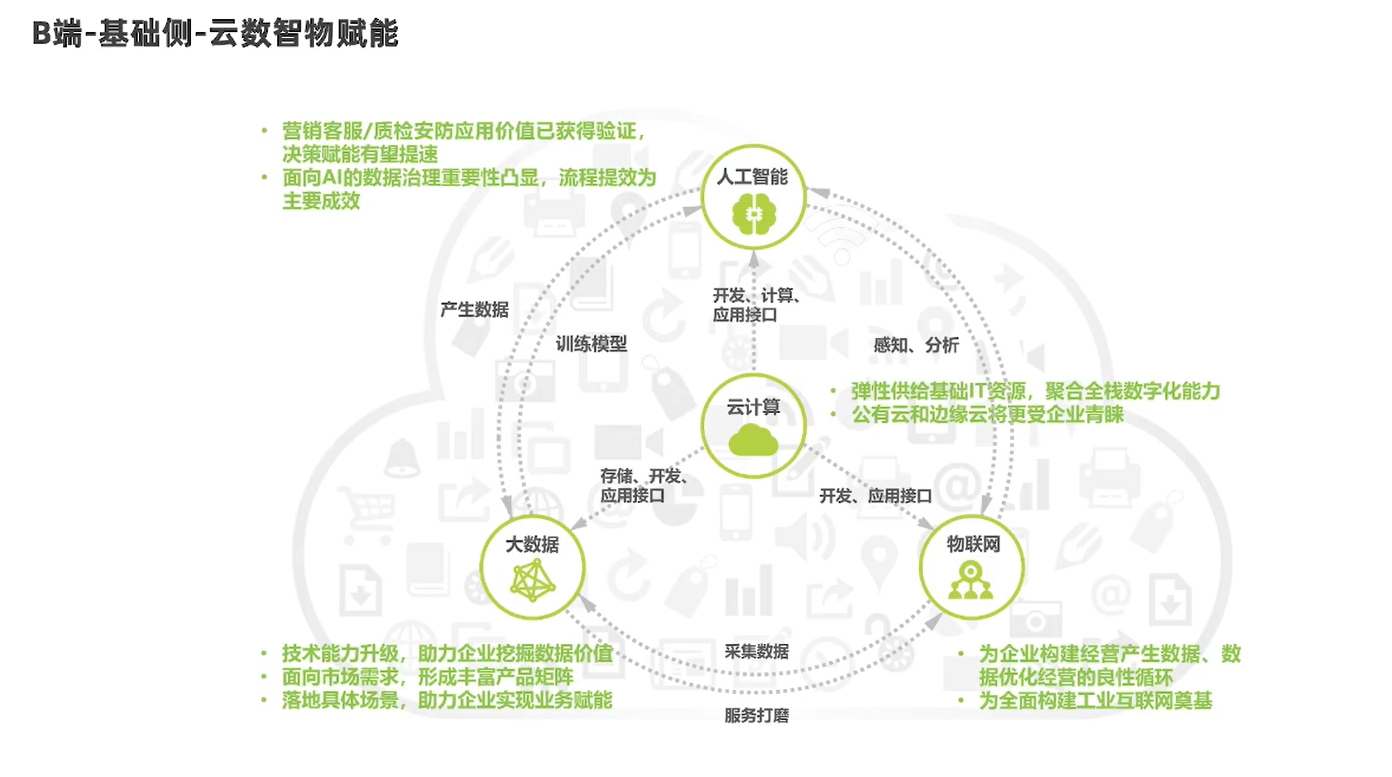 B端-基础侧-云数智物赋能
• 营销客服/质检安防应用价值已获得验证，
决策赋能有望提速
• 面向AI的数据治理重要性凸显，流程提效为
主要成效
人工智能
开发、计算、
应用接口
产生数据
训练模型
感知、分析
云计算
• 弹性供给基础IT资源，聚合全栈数字化能力
• 公有云和边缘云将更受企业青睐
存储、开发、
应用接口
开发、应用接口
大数据
物联网
采集数据
服务打磨
• 技术能力升级，助力企业挖掘数据价值
• 面向市场需求，形成丰富产品矩阵
• 落地具体场景，助力企业实现业务赋能
• 为企业构建经营产生数据、数
据优化经营的良性循环
• 为全面构建工业互联网奠基